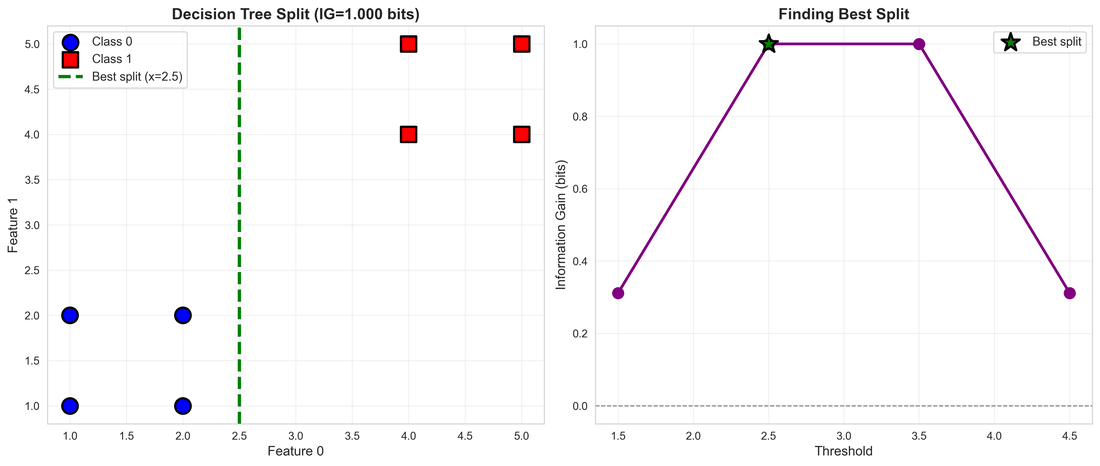 Decision Tree Split (IG=1.000 bits)
Class 0
Class 1
Best split (x=2.5)
5.0
4.5
4.0
3.5
3.0
2.5
2.0
1.5
1.0
Feature 1
1.0 1.5 2.0 2.5 3.0 3.5 4.0 4.5 5.0
Feature 0
Finding Best Split
Best split
1.0
0.8
0.6
0.4
0.2
0.0
Information Gain (bits)
1.5 2.0 2.5 3.0 3.5 4.0 4.5
Threshold